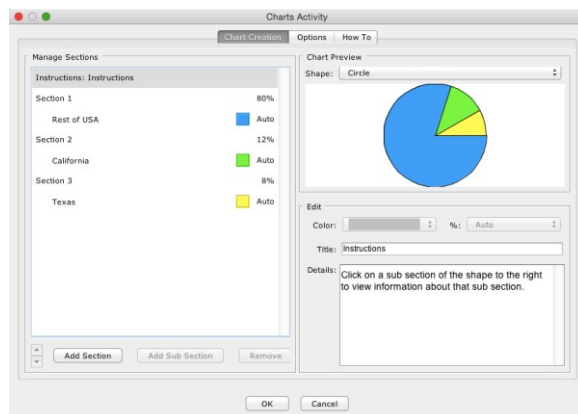 Charts Activity
Chart Creation Options How To
Manage Sections
Instructions: Instructions
Section 1 80%
Rest of USA Auto
Section 2 12%
California Auto
Section 3 8%
Texas Auto
Add Section Add Sub Section Remove
Chart Preview
Shape: Circle
Edit
Color: %: Auto
Title: Instructions
Details: Click on a sub section of the shape to the right
to view information about that sub section.
OK Cancel